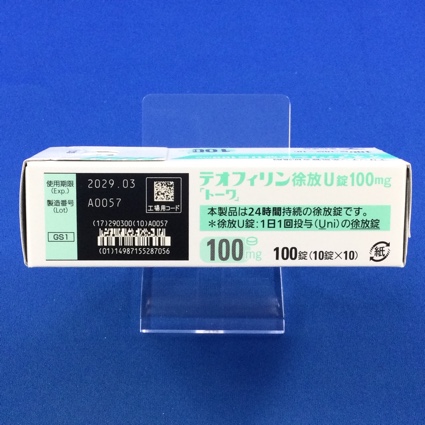 使用期限
(Exp.)
2029.03
製造番号
(Lot)
A0057
工場用コード
GS1
(17)290300(10)A0057
(01)14987155287056
テオフィリン徐放U錠100mg
「トーワ」
本製品は24時間持続の徐放錠です。
*徐放U錠:1日1回投与(Uni)の徐放錠
100mg
100錠(10錠×10)
紙